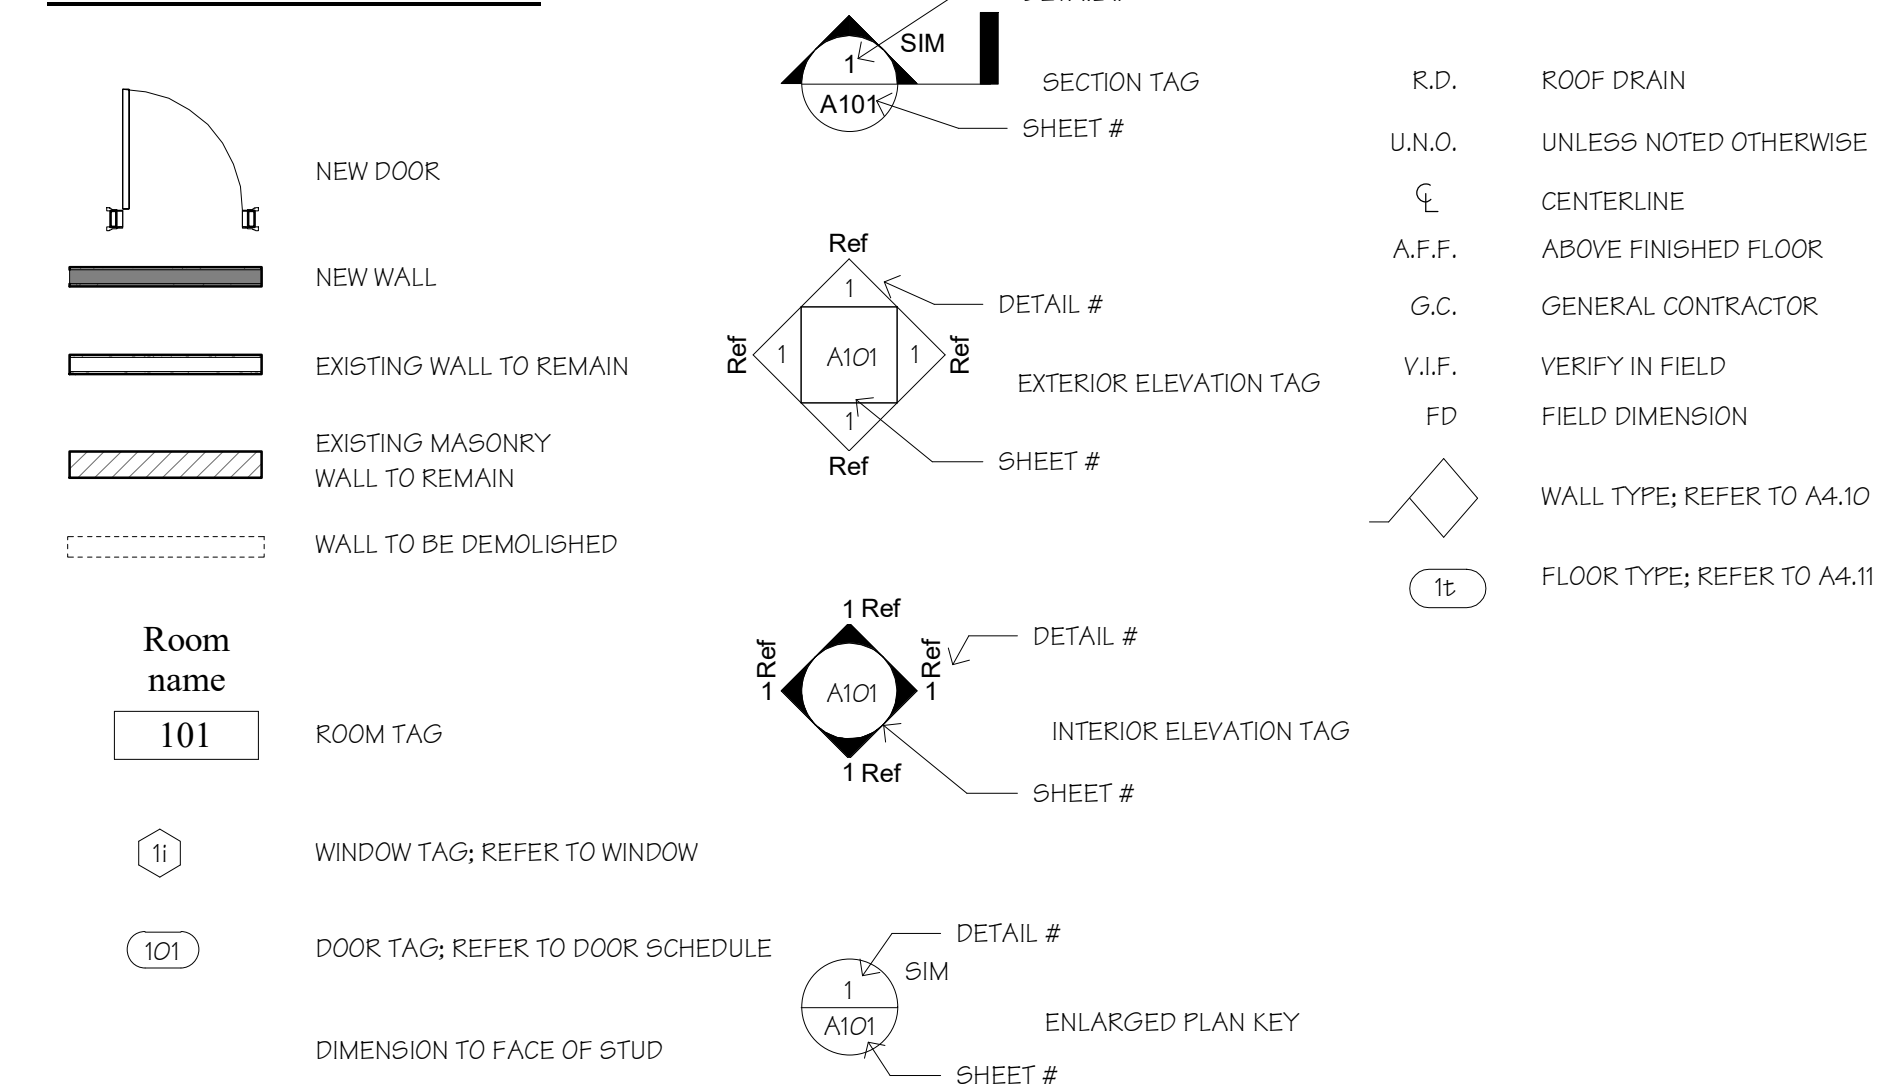 NEW DOOR
NEW WALL
EXISTING WALL TO REMAIN
EXISTING MASONRY
WALL TO REMAIN
WALL TO BE DEMOLISHED
Room
name
101
ROOM TAG
1i
WINDOW TAG; REFER TO WINDOW
101
DOOR TAG; REFER TO DOOR SCHEDULE
DIMENSION TO FACE OF STUD
SIM
1
A101
SECTION TAG
SHEET #
Ref
1
DETAIL #
Ref
1
A101
1
Ref
EXTERIOR ELEVATION TAG
1
Ref
SHEET #
1 Ref
DETAIL #
1 Ref
A101
1 Ref
INTERIOR ELEVATION TAG
1 Ref
SHEET #
DETAIL #
SIM
1
A101
ENLARGED PLAN KEY
SHEET #
R.D. ROOF DRAIN
U.N.O. UNLESS NOTED OTHERWISE
℄ CENTERLINE
A.F.F. ABOVE FINISHED FLOOR
G.C. GENERAL CONTRACTOR
V.I.F. VERIFY IN FIELD
FD FIELD DIMENSION
WALL TYPE; REFER TO A4.10
1t FLOOR TYPE; REFER TO A4.11